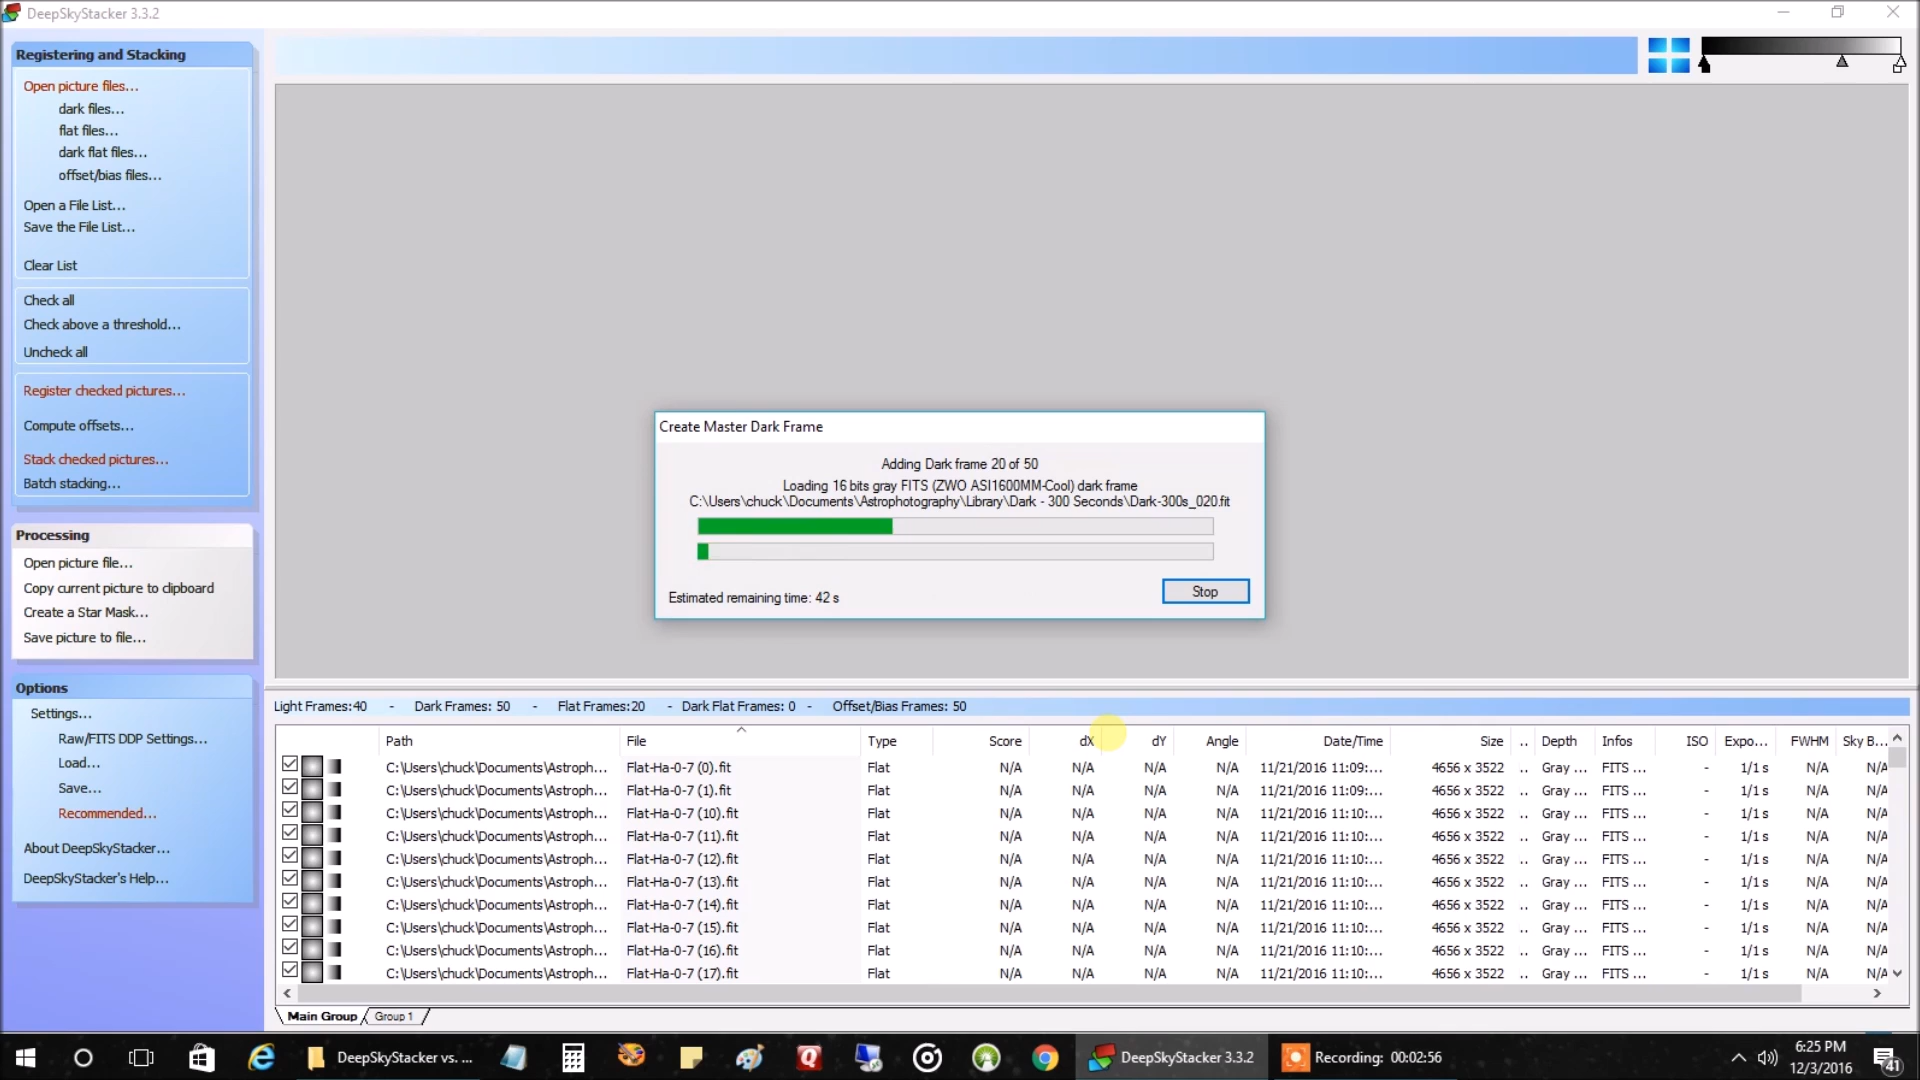 DeepSkyStacker 3.3.2
Registering and Stacking
Open picture files...
dark files...
flat files...
dark flat files...
offset/bias files...
Open a File List...
Save the File List...
Clear List
Check all
Check above a threshold...
Uncheck all
Register checked pictures...
Compute offsets...
Stack checked pictures...
Batch stacking...
Processing
Open picture file...
Copy current picture to clipboard
Create a Star Mask...
Save picture to file...
Options
Settings...
Raw/FITS DDP Settings...
Load...
Save...
Recommended...
About DeepSkyStacker...
DeepSkyStacker's Help...
Create Master Dark Frame
Adding Dark frame 20 of 50
Loading 16 bits gray FITS (ZWO ASI1600MM-Cool) dark frame
C:\Users\chuck\Documents\Astrophotography\Library\Dark - 300 Seconds\Dark-300s_020.fit
Estimated remaining time: 42 s
Stop
Light Frames:40 - Dark Frames: 50 - Flat Frames:20 - Dark Flat Frames: 0 - Offset/Bias Frames: 50
Path File Type Score dX dY Angle Date/Time Size .. Depth Infos ISO Expo... FWHM Sky B...
C:\Users\chuck\Documents\Astroph... Flat-Ha-0-7 (0).fit Flat N/A N/A N/A N/A 11/21/2016 11:09:... 4656 x 3522 .. Gray ... FITS ... - 1/1 s N/A N/A
C:\Users\chuck\Documents\Astroph... Flat-Ha-0-7 (1).fit Flat N/A N/A N/A N/A 11/21/2016 11:09:... 4656 x 3522 .. Gray ... FITS ... - 1/1 s N/A N/A
C:\Users\chuck\Documents\Astroph... Flat-Ha-0-7 (10).fit Flat N/A N/A N/A N/A 11/21/2016 11:10:... 4656 x 3522 .. Gray ... FITS ... - 1/1 s N/A N/A
C:\Users\chuck\Documents\Astroph... Flat-Ha-0-7 (11).fit Flat N/A N/A N/A N/A 11/21/2016 11:10:... 4656 x 3522 .. Gray ... FITS ... - 1/1 s N/A N/A
C:\Users\chuck\Documents\Astroph... Flat-Ha-0-7 (12).fit Flat N/A N/A N/A N/A 11/21/2016 11:10:... 4656 x 3522 .. Gray ... FITS ... - 1/1 s N/A N/A
C:\Users\chuck\Documents\Astroph... Flat-Ha-0-7 (13).fit Flat N/A N/A N/A N/A 11/21/2016 11:10:... 4656 x 3522 .. Gray ... FITS ... - 1/1 s N/A N/A
C:\Users\chuck\Documents\Astroph... Flat-Ha-0-7 (14).fit Flat N/A N/A N/A N/A 11/21/2016 11:10:... 4656 x 3522 .. Gray ... FITS ... - 1/1 s N/A N/A
C:\Users\chuck\Documents\Astroph... Flat-Ha-0-7 (15).fit Flat N/A N/A N/A N/A 11/21/2016 11:10:... 4656 x 3522 .. Gray ... FITS ... - 1/1 s N/A N/A
C:\Users\chuck\Documents\Astroph... Flat-Ha-0-7 (16).fit Flat N/A N/A N/A N/A 11/21/2016 11:10:... 4656 x 3522 .. Gray ... FITS ... - 1/1 s N/A N/A
C:\Users\chuck\Documents\Astroph... Flat-Ha-0-7 (17).fit Flat N/A N/A N/A N/A 11/21/2016 11:10:... 4656 x 3522 .. Gray ... FITS ... - 1/1 s N/A N/A
Main Group Group 1
DeepSkyStacker vs. ... DeepSkyStacker 3.3.2 Recording: 00:02:56 6:25 PM
12/3/2016 41